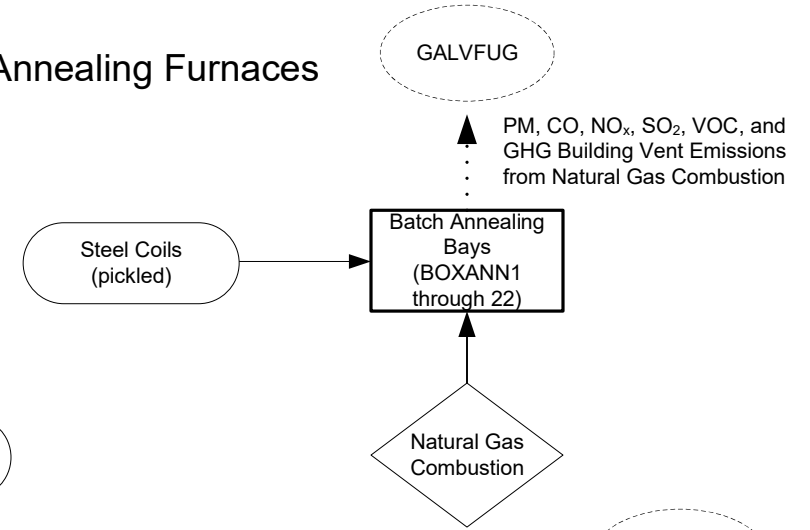 Annealing Furnaces
GALVFUG
PM, CO, NOₓ, SO₂, VOC, and
GHG Building Vent Emissions
from Natural Gas Combustion
Batch Annealing
Bays
(BOXANN1
through 22)
Steel Coils
(pickled)
Natural Gas
Combustion